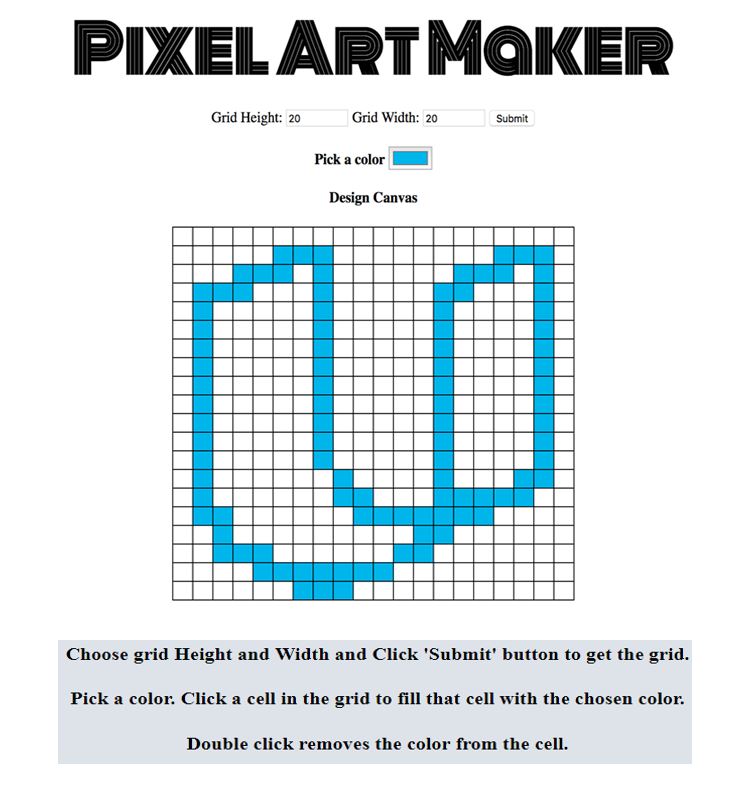 Pixel Art Maker
Grid Height: 20 Grid Width: 20 Submit
Pick a color
Design Canvas
Choose grid Height and Width and Click 'Submit' button to get the grid.
Pick a color. Click a cell in the grid to fill that cell with the chosen color.
Double click removes the color from the cell.